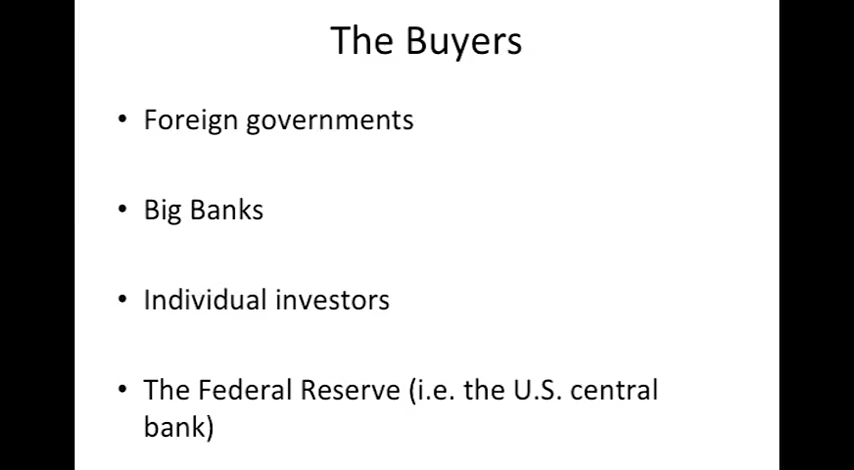 The Buyers
• Foreign governments
• Big Banks
• Individual investors
• The Federal Reserve (i.e. the U.S. central
bank)